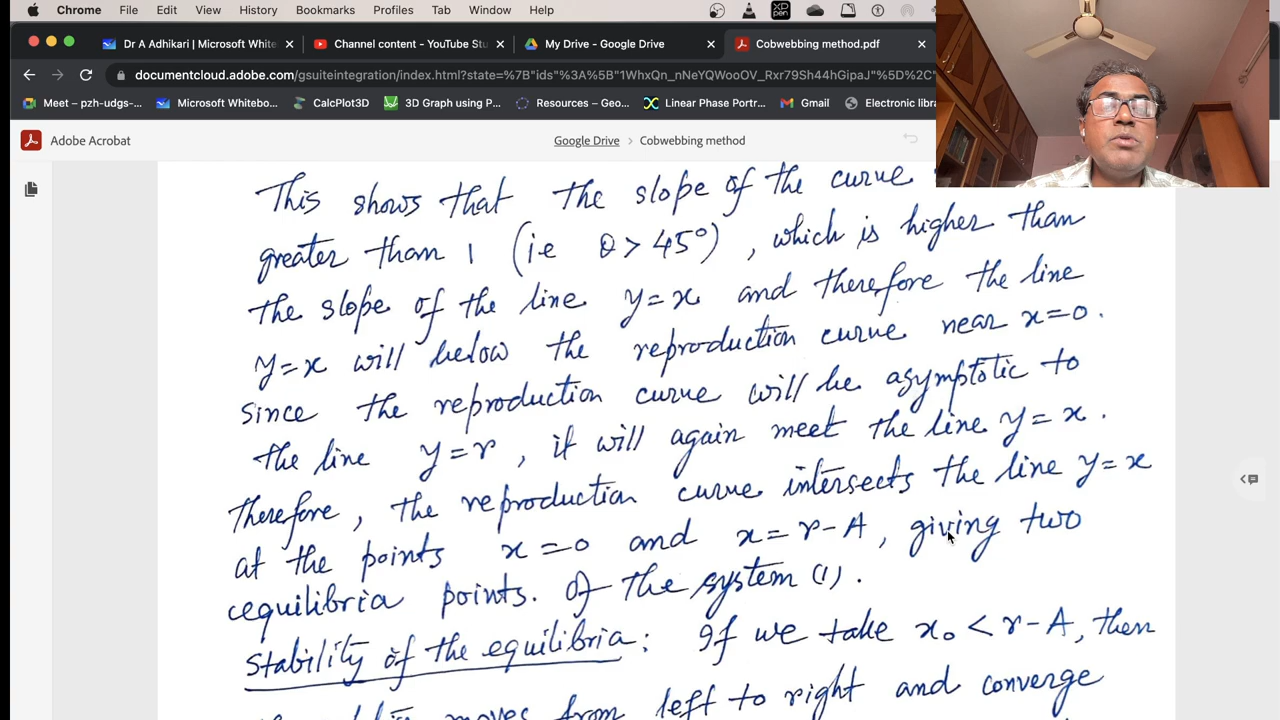 Chrome File Edit View History Bookmarks Profiles Tab Window Help
Dr A Adhikari | Microsoft White
Channel content - YouTube Stu
My Drive - Google Drive
Cobwebbing method.pdf
documentcloud.adobe.com/gsuiteintegration/index.html?state=%7B"ids"%3A%5B"1WhxQn_nNeYQWooOV_Rxr79Sh44hGipaJ"%5D%2C"
Meet – pzh-udgs-... Microsoft Whitebo... CalcPlot3D 3D Graph using P... Resources – Geo... Linear Phase Portr... Gmail Electronic libra
Adobe Acrobat
Google Drive > Cobwebbing method
This shows that the slope of the curve
greater than 1 (i.e θ > 45°), which is higher than
the slope of the line y=x and therefore the line
y=x will below the reproduction curve near x=0.
Since the reproduction curve will be asymptotic to
the line y=r, it will again meet the line y=x.
Therefore, the reproduction curve intersects the line y=x
at the points x=0 and x=r-A, giving two
equilibria points. Of the system (1).
Stability of the equilibria: If we take x₀ < r-A, then
moves from left to right and converge